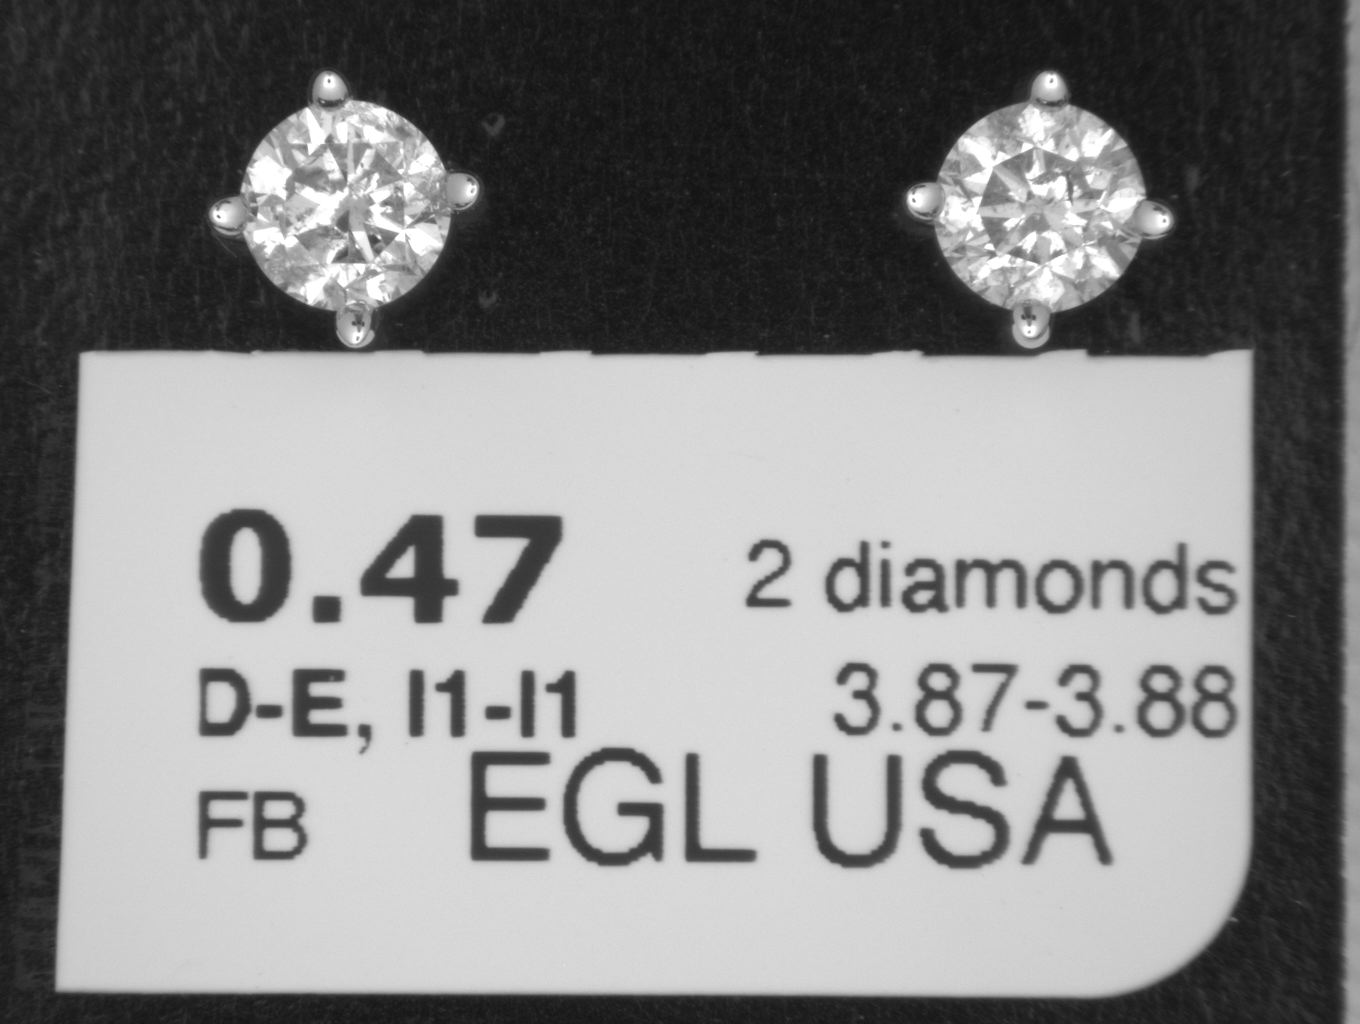 0.47 2 diamonds
D-E, I1-I1 3.87-3.88
FB EGL USA